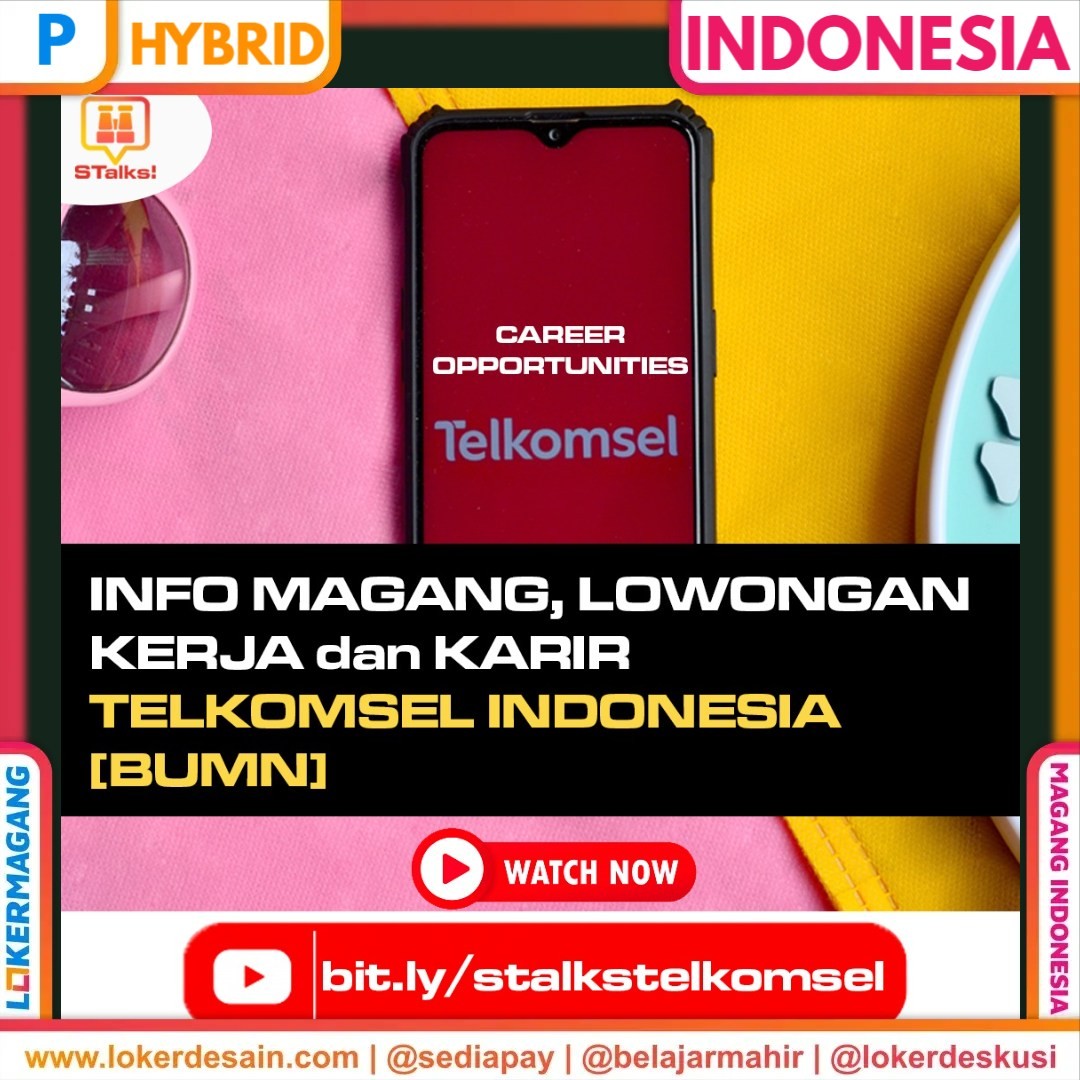 P
HYBRID
INDONESIA
STalks!
CAREER
OPPORTUNITIES
Telkomsel
INFO MAGANG, LOWONGAN
KERJA dan KARIR
TELKOMSEL INDONESIA
[BUMN]
LOKERMAGANG
MAGANG INDONESIA
WATCH NOW
bit.ly/stalkstelkomsel
www.lokerdesain.com | @sediapay | @belajarmahir | @lokerdeskusi